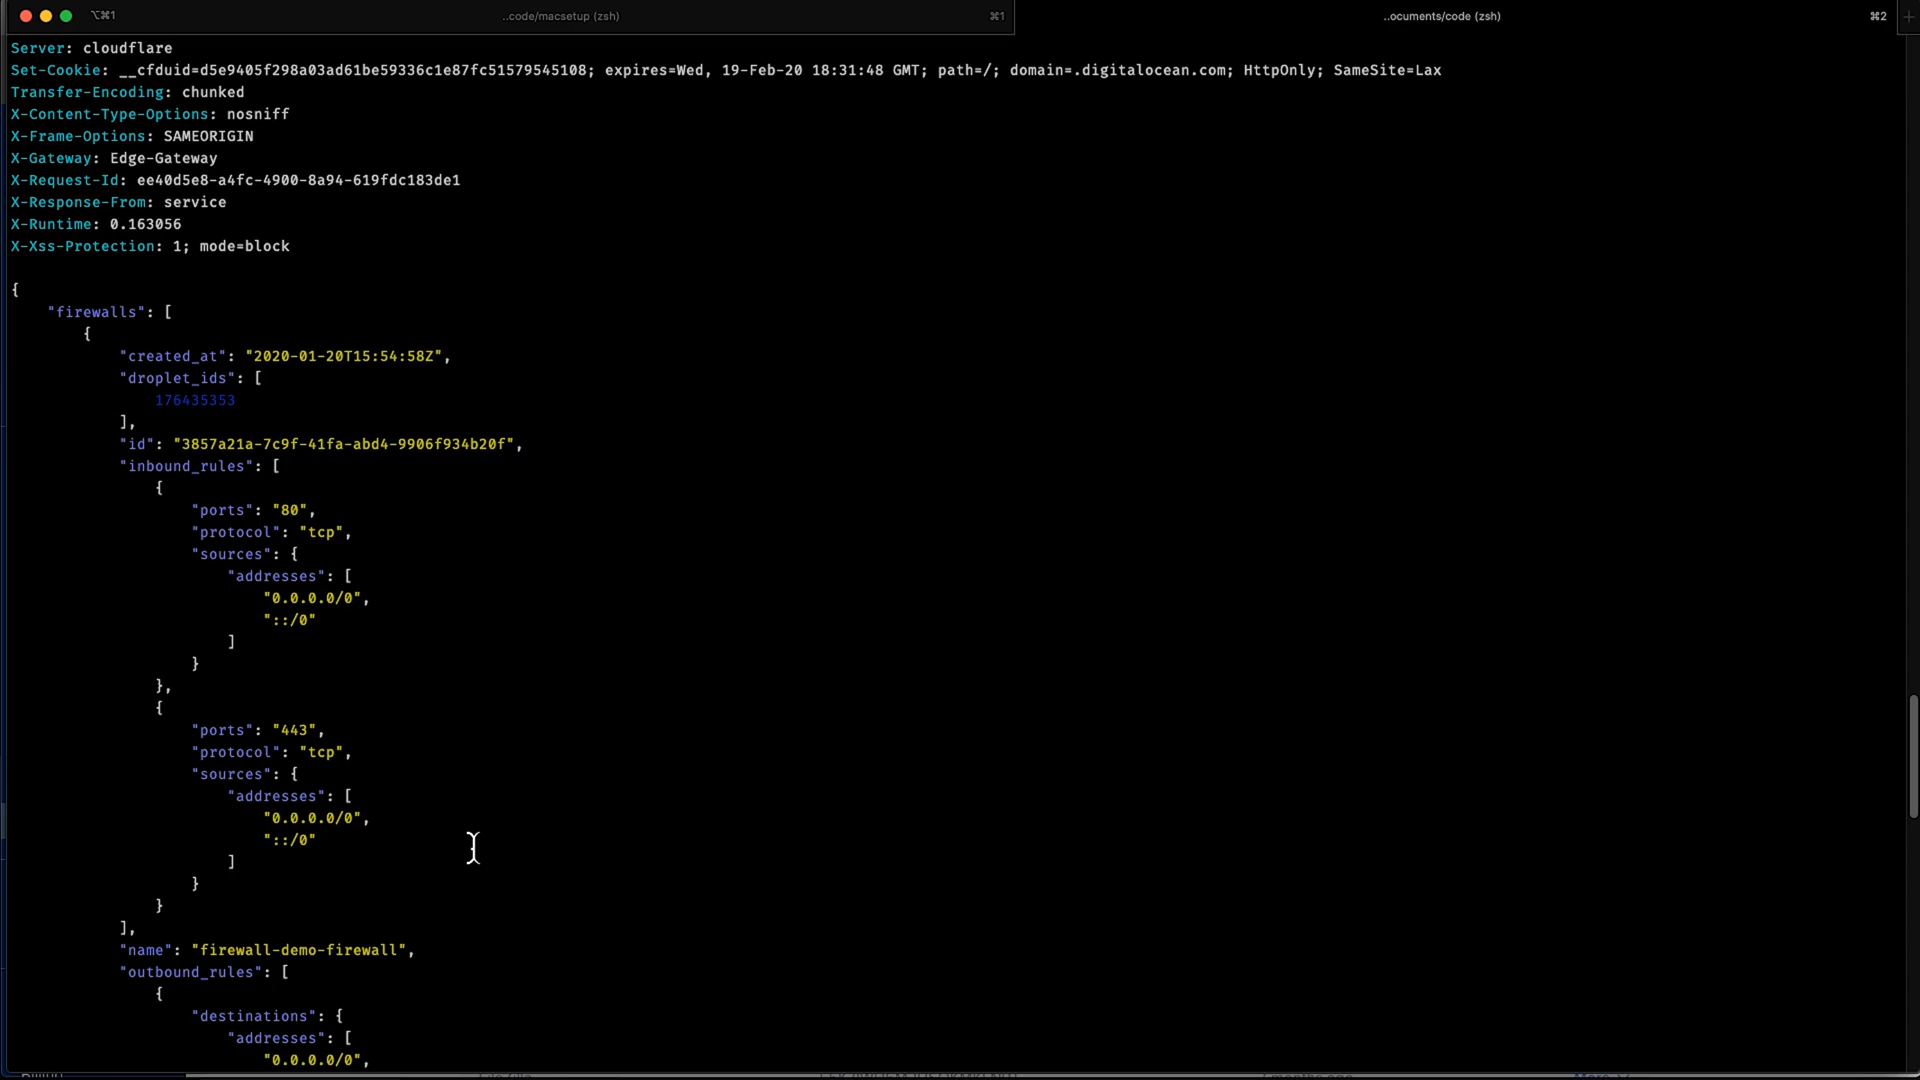 ⌥⌘1 ..code/macsetup (zsh) ⌘1 ..ocuments/code (zsh) ⌘2
Server: cloudflare
Set-Cookie: __cfduid=d5e9405f298a03ad61be59336c1e87fc51579545108; expires=Wed, 19-Feb-20 18:31:48 GMT; path=/; domain=.digitalocean.com; HttpOnly; SameSite=Lax
Transfer-Encoding: chunked
X-Content-Type-Options: nosniff
X-Frame-Options: SAMEORIGIN
X-Gateway: Edge-Gateway
X-Request-Id: ee40d5e8-a4fc-4900-8a94-619fdc183de1
X-Response-From: service
X-Runtime: 0.163056
X-Xss-Protection: 1; mode=block
{
"firewalls": [
{
"created_at": "2020-01-20T15:54:58Z",
"droplet_ids": [
176435353
],
"id": "3857a21a-7c9f-41fa-abd4-9906f934b20f",
"inbound_rules": [
{
"ports": "80",
"protocol": "tcp",
"sources": {
"addresses": [
"0.0.0.0/0",
"::/0"
]
}
},
{
"ports": "443",
"protocol": "tcp",
"sources": {
"addresses": [
"0.0.0.0/0",
"::/0"
]
}
}
],
"name": "firewall-demo-firewall",
"outbound_rules": [
{
"destinations": {
"addresses": [
"0.0.0.0/0",